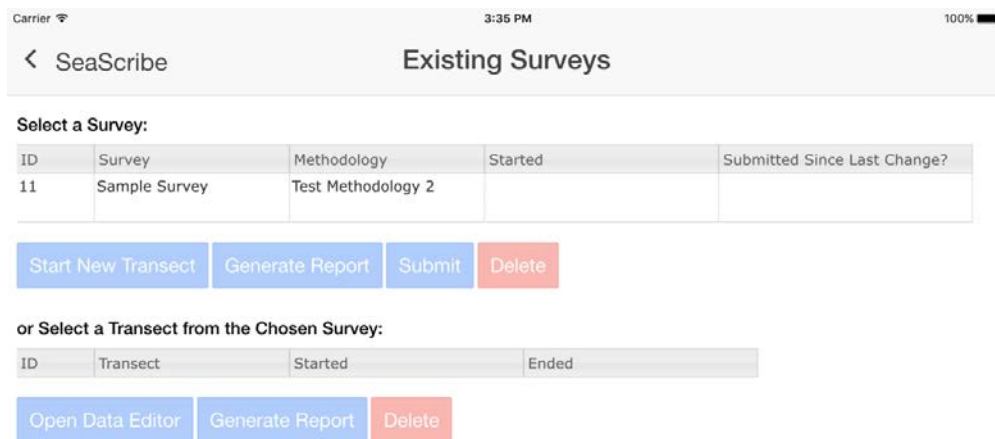 Carrier 3:35 PM 100%
SeaScribe Existing Surveys
Select a Survey:
ID Survey Methodology Started Submitted Since Last Change?
11 Sample Survey Test Methodology 2
Start New Transect Generate Report Submit Delete
or Select a Transect from the Chosen Survey:
ID Transect Started Ended
Open Data Editor Generate Report Delete